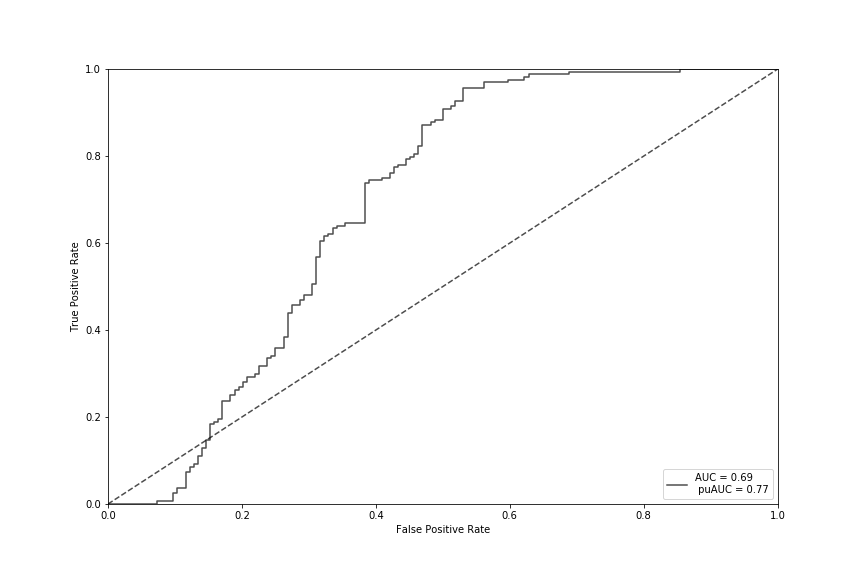 1.0
0.8
0.6
0.4
0.2
0.0
True Positive Rate
0.0 0.2 0.4 0.6 0.8 1.0
False Positive Rate
AUC = 0.69
puAUC = 0.77